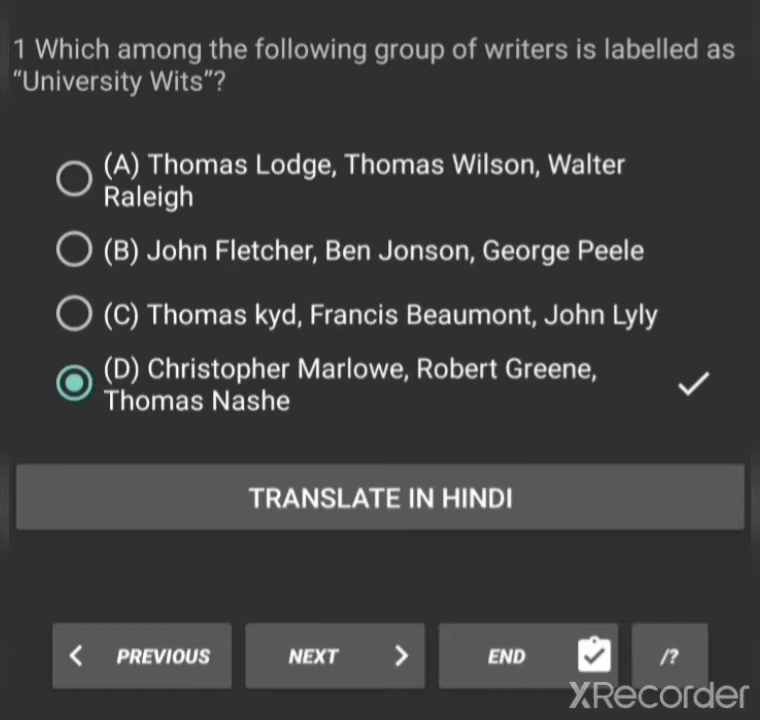 1 Which among the following group of writers is labelled as
“University Wits”?
(A) Thomas Lodge, Thomas Wilson, Walter
Raleigh
(B) John Fletcher, Ben Jonson, George Peele
(C) Thomas kyd, Francis Beaumont, John Lyly
(D) Christopher Marlowe, Robert Greene,
Thomas Nashe
TRANSLATE IN HINDI
PREVIOUS NEXT END /?
XRecorder